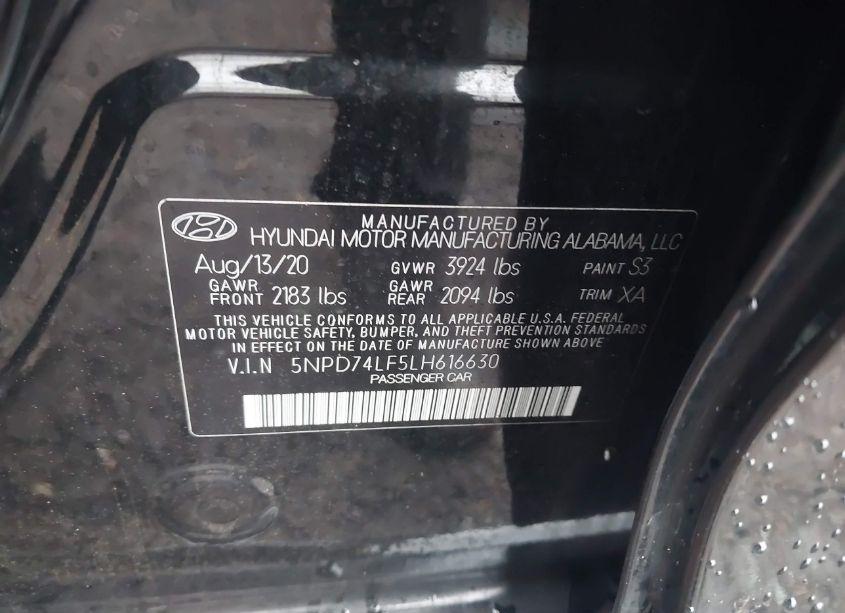 MANUFACTURED BY
HYUNDAI MOTOR MANUFACTURING ALABAMA, LLC
Aug/13/20 GVWR 3924 lbs PAINT S3
GAWR FRONT 2183 lbs GAWR REAR 2094 lbs TRIM XA
THIS VEHICLE CONFORMS TO ALL APPLICABLE U.S.A. FEDERAL
MOTOR VEHICLE SAFETY, BUMPER, AND THEFT PREVENTION STANDARDS
IN EFFECT ON THE DATE OF MANUFACTURE SHOWN ABOVE
V.I.N 5NPD74LF5LH616630
PASSENGER CAR